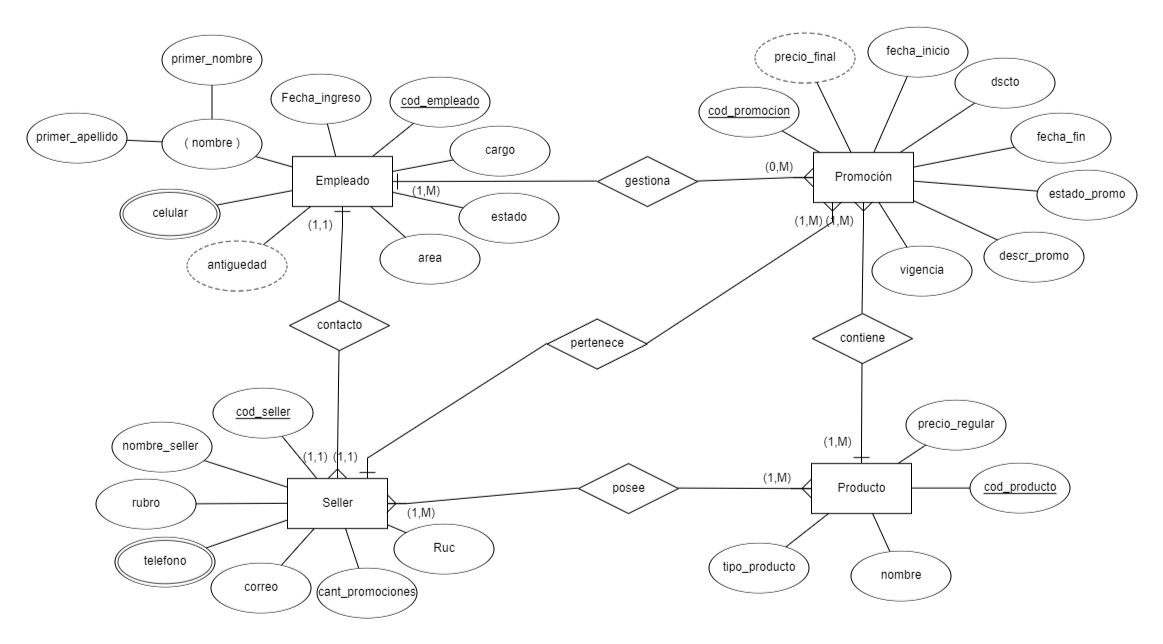 primer_nombre
precio_final
fecha_inicio
dscto
Fecha_ingreso
cod_empleado
cod_promocion
primer_apellido
( nombre )
fecha_fin
cargo
Empleado
(1,M)
gestiona
(0,M)
Promoción
estado_promo
celular
(1,1)
estado
(1,M)
(1,M)
antiguedad
area
vigencia
descr_promo
contacto
pertenece
contiene
cod_seller
nombre_seller
(1,1)
(1,1)
precio_regular
(1,M)
rubro
Seller
(1,M)
posee
(1,M)
Producto
cod_producto
telefono
Ruc
correo
cant_promociones
tipo_producto
nombre